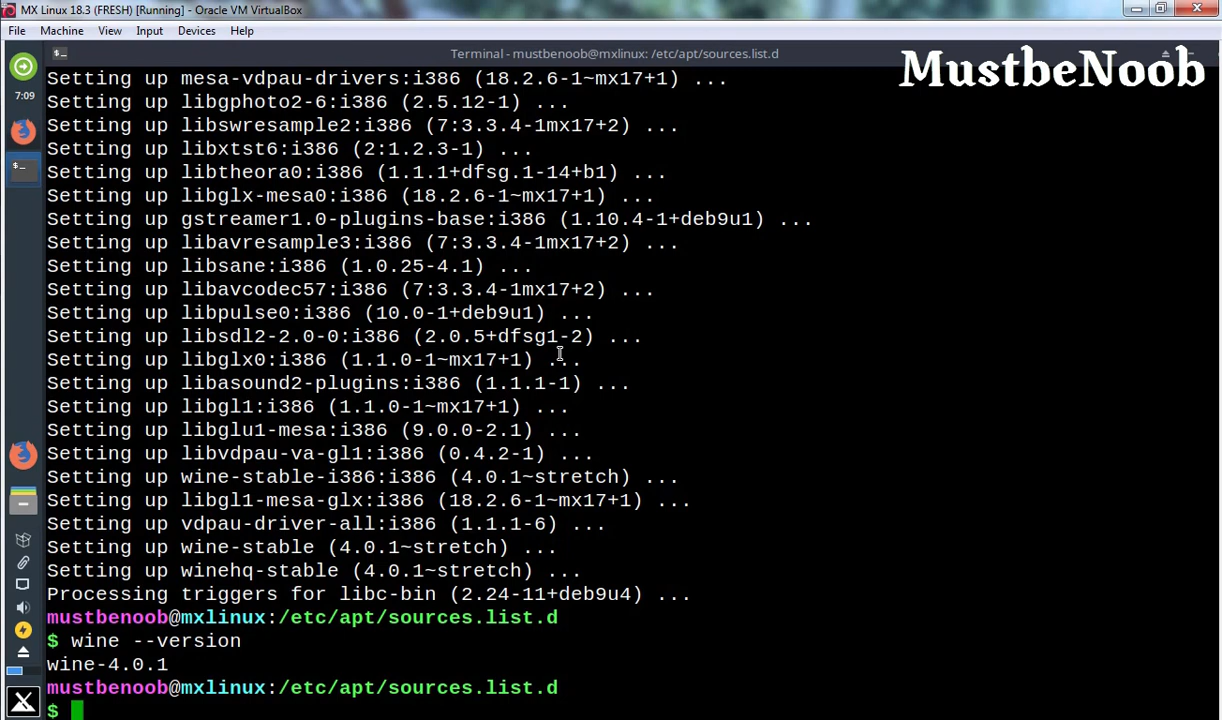 MX Linux 18.3 (FRESH) [Running] - Oracle VM VirtualBox
File Machine View Input Devices Help
Terminal - mustbenoob@mxlinux: /etc/apt/sources.list.d
MustbeNoob
7:09
Setting up mesa-vdpau-drivers:i386 (18.2.6-1~mx17+1) ...
Setting up libgphoto2-6:i386 (2.5.12-1) ...
Setting up libswresample2:i386 (7:3.3.4-1mx17+2) ...
Setting up libxtst6:i386 (2:1.2.3-1) ...
Setting up libtheora0:i386 (1.1.1+dfsg.1-14+b1) ...
Setting up libglx-mesa0:i386 (18.2.6-1~mx17+1) ...
Setting up gstreamer1.0-plugins-base:i386 (1.10.4-1+deb9u1) ...
Setting up libavresample3:i386 (7:3.3.4-1mx17+2) ...
Setting up libsane:i386 (1.0.25-4.1) ...
Setting up libavcodec57:i386 (7:3.3.4-1mx17+2) ...
Setting up libpulse0:i386 (10.0-1+deb9u1) ...
Setting up libsdl2-2.0-0:i386 (2.0.5+dfsg1-2) ...
Setting up libglx0:i386 (1.1.0-1~mx17+1) ...
Setting up libasound2-plugins:i386 (1.1.1-1) ...
Setting up libgl1:i386 (1.1.0-1~mx17+1) ...
Setting up libglu1-mesa:i386 (9.0.0-2.1) ...
Setting up libvdpau-va-gl1:i386 (0.4.2-1) ...
Setting up wine-stable-i386:i386 (4.0.1~stretch) ...
Setting up libgl1-mesa-glx:i386 (18.2.6-1~mx17+1) ...
Setting up vdpau-driver-all:i386 (1.1.1-6) ...
Setting up wine-stable (4.0.1~stretch) ...
Setting up winehq-stable (4.0.1~stretch) ...
Processing triggers for libc-bin (2.24-11+deb9u4) ...
mustbenoob@mxlinux:/etc/apt/sources.list.d
$ wine --version
wine-4.0.1
mustbenoob@mxlinux:/etc/apt/sources.list.d
$